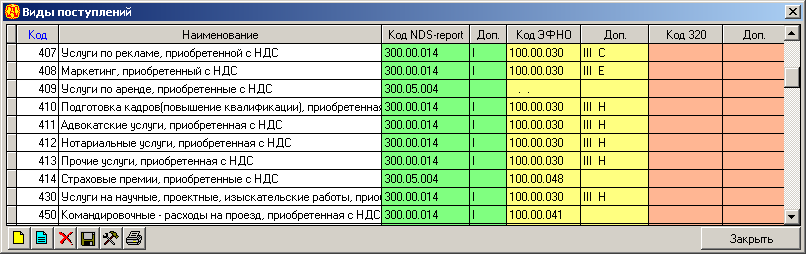 Виды поступлений
Код Наименование Код NDS-report Доп. Код ЭФНО Доп. Код 320 Доп.
407 Услуги по рекламе, приобретенной с НДС 300.00.014 I 100.00.030 III C
408 Маркетинг, приобретенный с НДС 300.00.014 I 100.00.030 III E
409 Услуги по аренде, приобретенные с НДС 300.05.004 . .
410 Подготовка кадров(повышение квалификации), приобретенная 300.00.014 I 100.00.030 III H
411 Адвокатские услуги, приобретенная с НДС 300.00.014 I 100.00.030 III H
412 Нотариальные услуги, приобретенная с НДС 300.00.014 I 100.00.030 III H
413 Прочие услуги, приобретенная с НДС 300.00.014 I 100.00.030 III H
414 Страховые премии, приобретенные с НДС 300.05.004 100.00.048
430 Услуги на научные, проектные, изыскательские работы, прио 300.00.014 I 100.00.030 III H
450 Командировочные - расходы на проезд, приобретенная с НДС 300.00.014 I 100.00.041
Закрыть